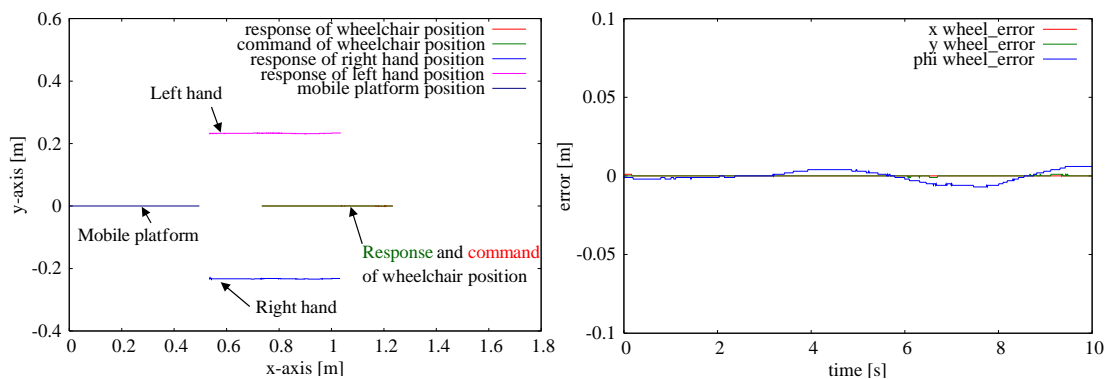 0.6
0.4
0.2
0
-0.2
-0.4
y-axis [m]
response of wheelchair position
command of wheelchair position
response of right hand position
response of left hand position
mobile platform position
Left hand
Mobile platform
Response and command
of wheelchair position
Right hand
0 0.2 0.4 0.6 0.8 1 1.2 1.4 1.6 1.8
x-axis [m]
0.1
0.05
0
-0.05
-0.1
error [m]
x wheel_error
y wheel_error
phi wheel_error
0 2 4 6 8 10
time [s]